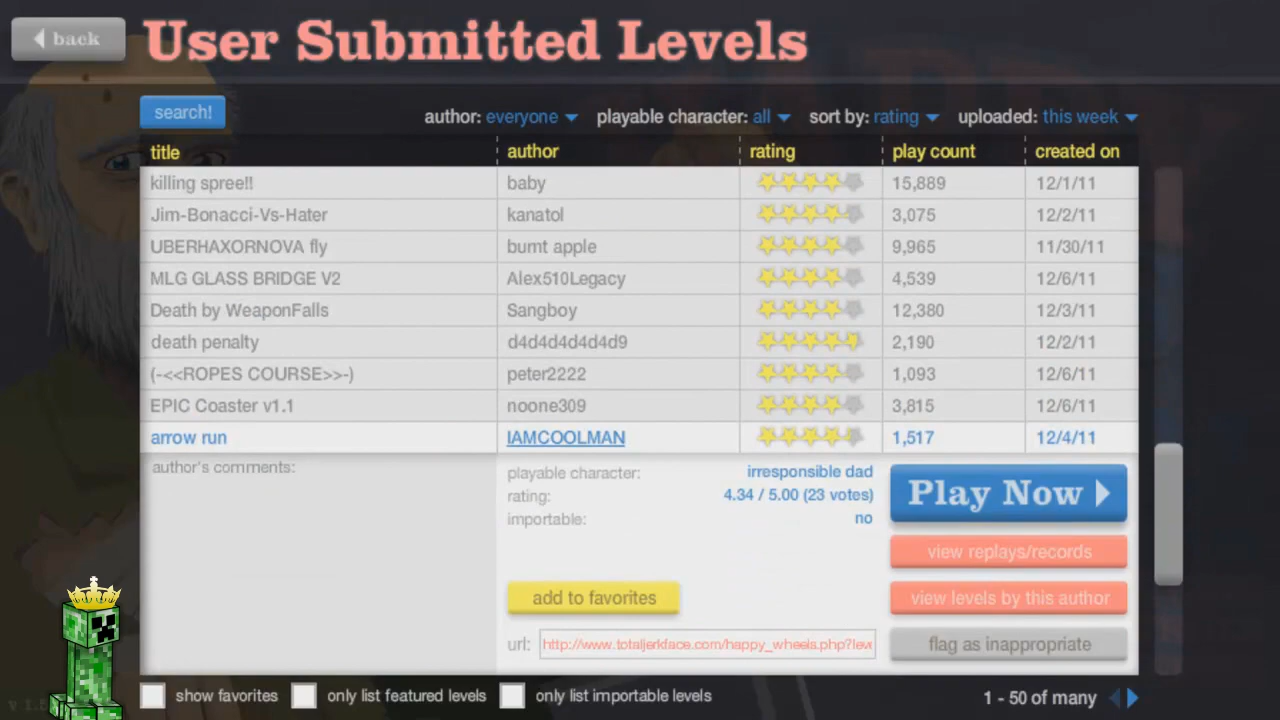 back
User Submitted Levels
search!
author: everyone playable character: all sort by: rating uploaded: this week
title author rating play count created on
killing spree!! baby 15,889 12/1/11
Jim-Bonacci-Vs-Hater kanatol 3,075 12/2/11
UBERHAXORNOVA fly burnt apple 9,965 11/30/11
MLG GLASS BRIDGE V2 Alex510Legacy 4,539 12/6/11
Death by WeaponFalls Sangboy 12,380 12/3/11
death penalty d4d4d4d4d4d9 2,190 12/2/11
(-<<ROPES COURSE>>-) peter2222 1,093 12/6/11
EPIC Coaster v1.1 noone309 3,815 12/6/11
arrow run IAMCOOLMAN 1,517 12/4/11
author's comments:
playable character: irresponsible dad
rating: 4.34 / 5.00 (23 votes)
importable: no
Play Now
view replays/records
add to favorites
view levels by this author
url: http://www.totaljerkface.com/happy_wheels.php?leve
flag as inappropriate
show favorites only list featured levels only list importable levels
1 - 50 of many